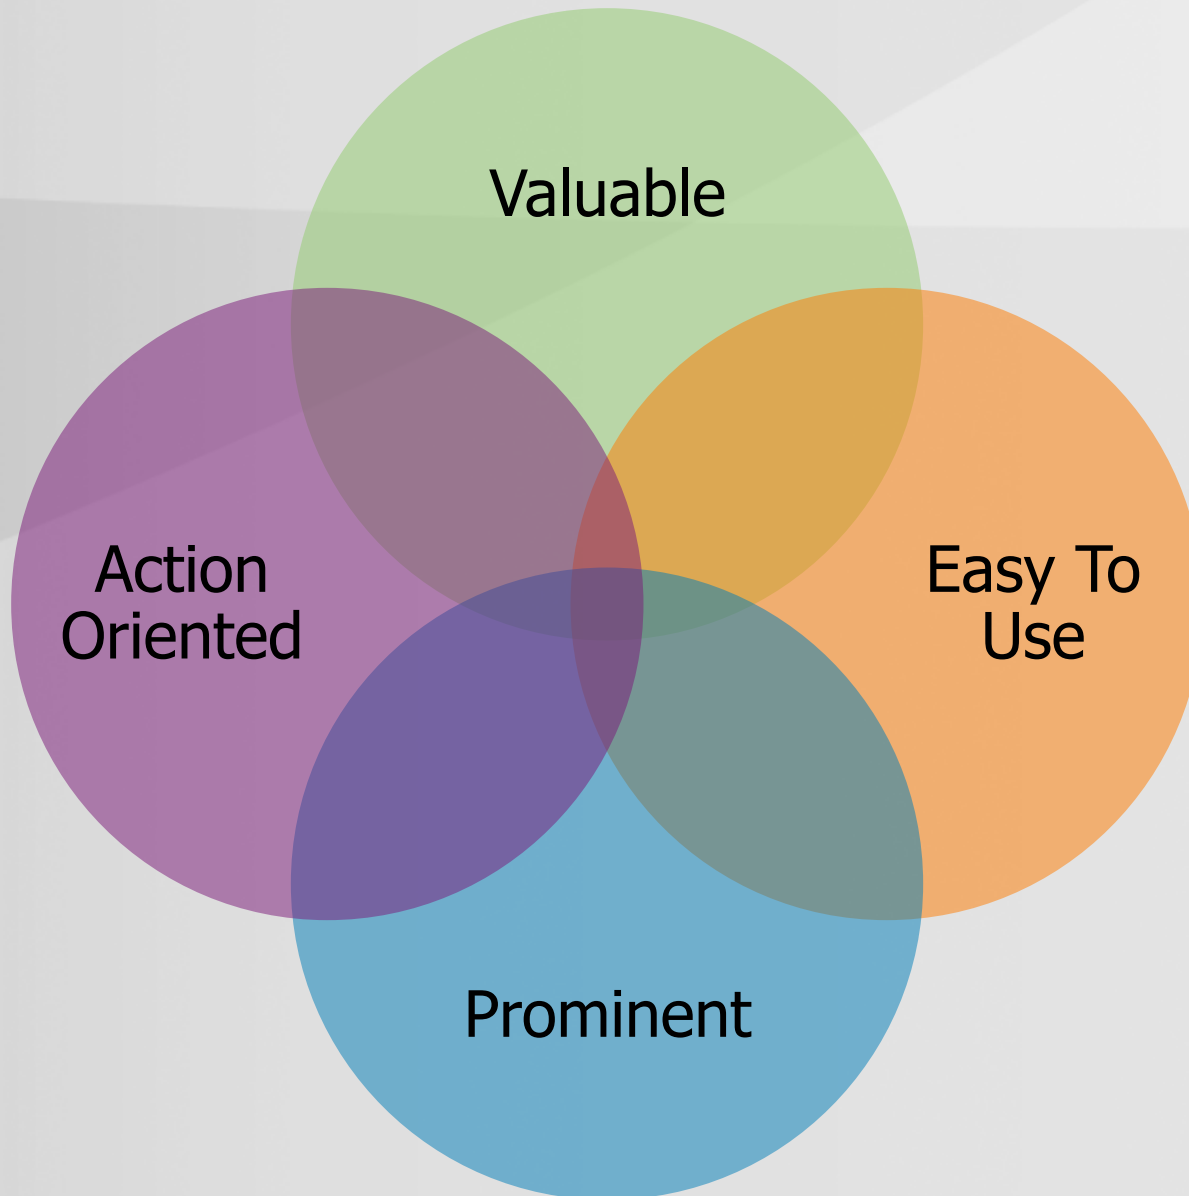 Valuable
Action
Oriented
Easy To
Use
Prominent